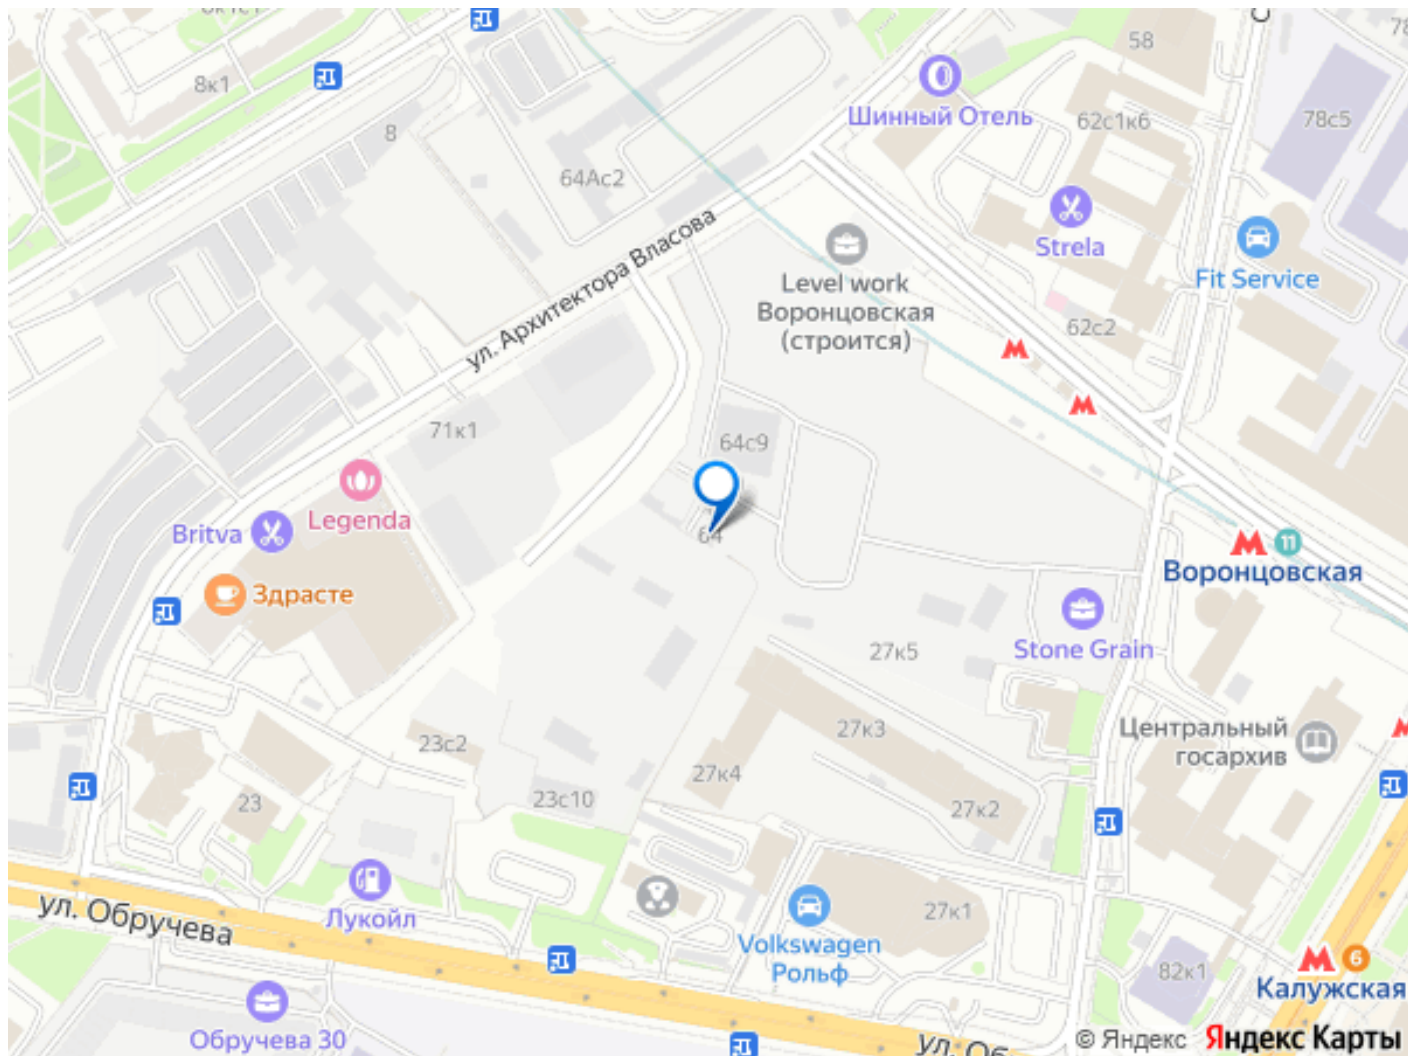 8к1
8
58
62с1к6
78с5
Шинный Отель
64Ас2
Strela
Fit Service
ул. Архитектора Власова
Level work
Воронцовская
(строится)
62с2
71к1
64с9
Legenda
Britva
64
Здрасте
11
Воронцовская
Stone Grain
27к5
27к3
Центральный
госархив
23с2
27к4
23с10
23
27к2
ул. Обручева
Лукойл
Volkswagen
Рольф
27к1
82к1
6
Калужская
Обручева 30
© Яндекс Яндекс Карты